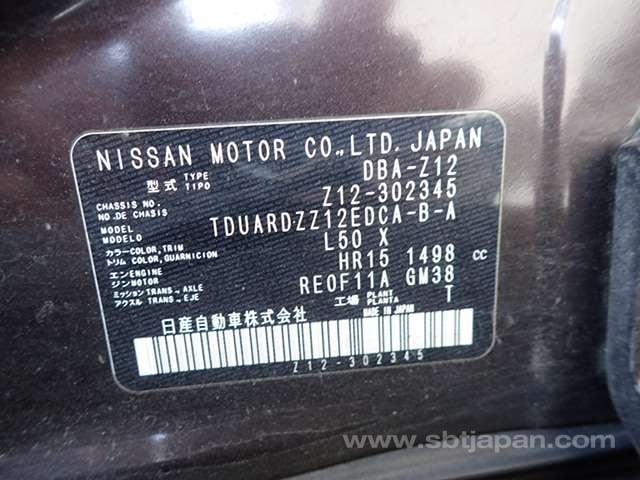 NISSAN MOTOR CO.,LTD. JAPAN
型式 TYPE TIPO DBA-Z12
CHASSIS NO. NO.DE CHASIS Z12-302345
MODEL MODELO TDUARDZZ12EDCA-B-A
カラー COLOR,TRIM トリム COLOR,GUARNICION L50 X
エンジン ENGINE MOTOR HR15 1498 cc
ミッション TRANS.,AXLE アクスル TRANS.,EJE RE0F11A GM38
工場 PLANT PLANTA T
日産自動車株式会社 MADE IN JAPAN
Z12-302345
www.sbtjapan.com